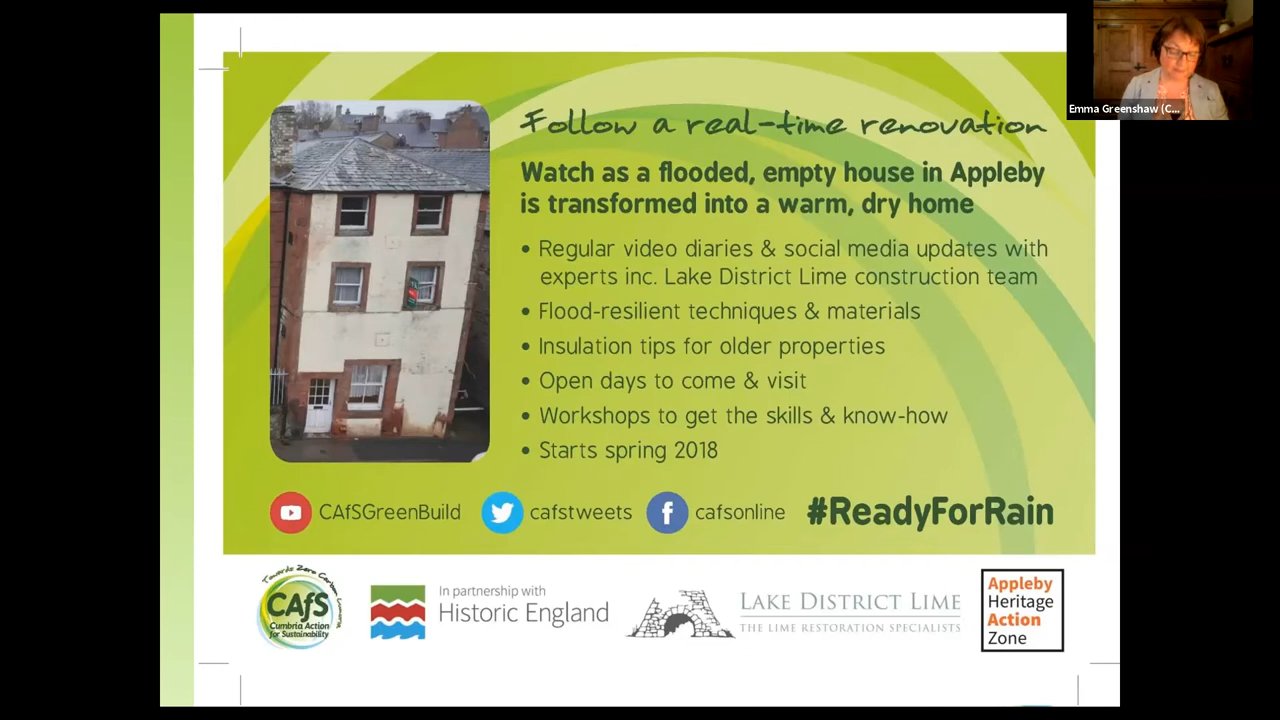 Emma Greenshaw (C...
Follow a real-time renovation
Watch as a flooded, empty house in Appleby
is transformed into a warm, dry home
• Regular video diaries & social media updates with
experts inc. Lake District Lime construction team
• Flood-resilient techniques & materials
• Insulation tips for older properties
• Open days to come & visit
• Workshops to get the skills & know-how
• Starts spring 2018
CAfSGreenBuild
cafstweets
cafsonline
#ReadyForRain
Towards Zero Carbon
CAfS
Cumbria Action
for Sustainability
In partnership with
Historic England
LAKE DISTRICT LIME
THE LIME RESTORATION SPECIALISTS
Appleby
Heritage
Action
Zone